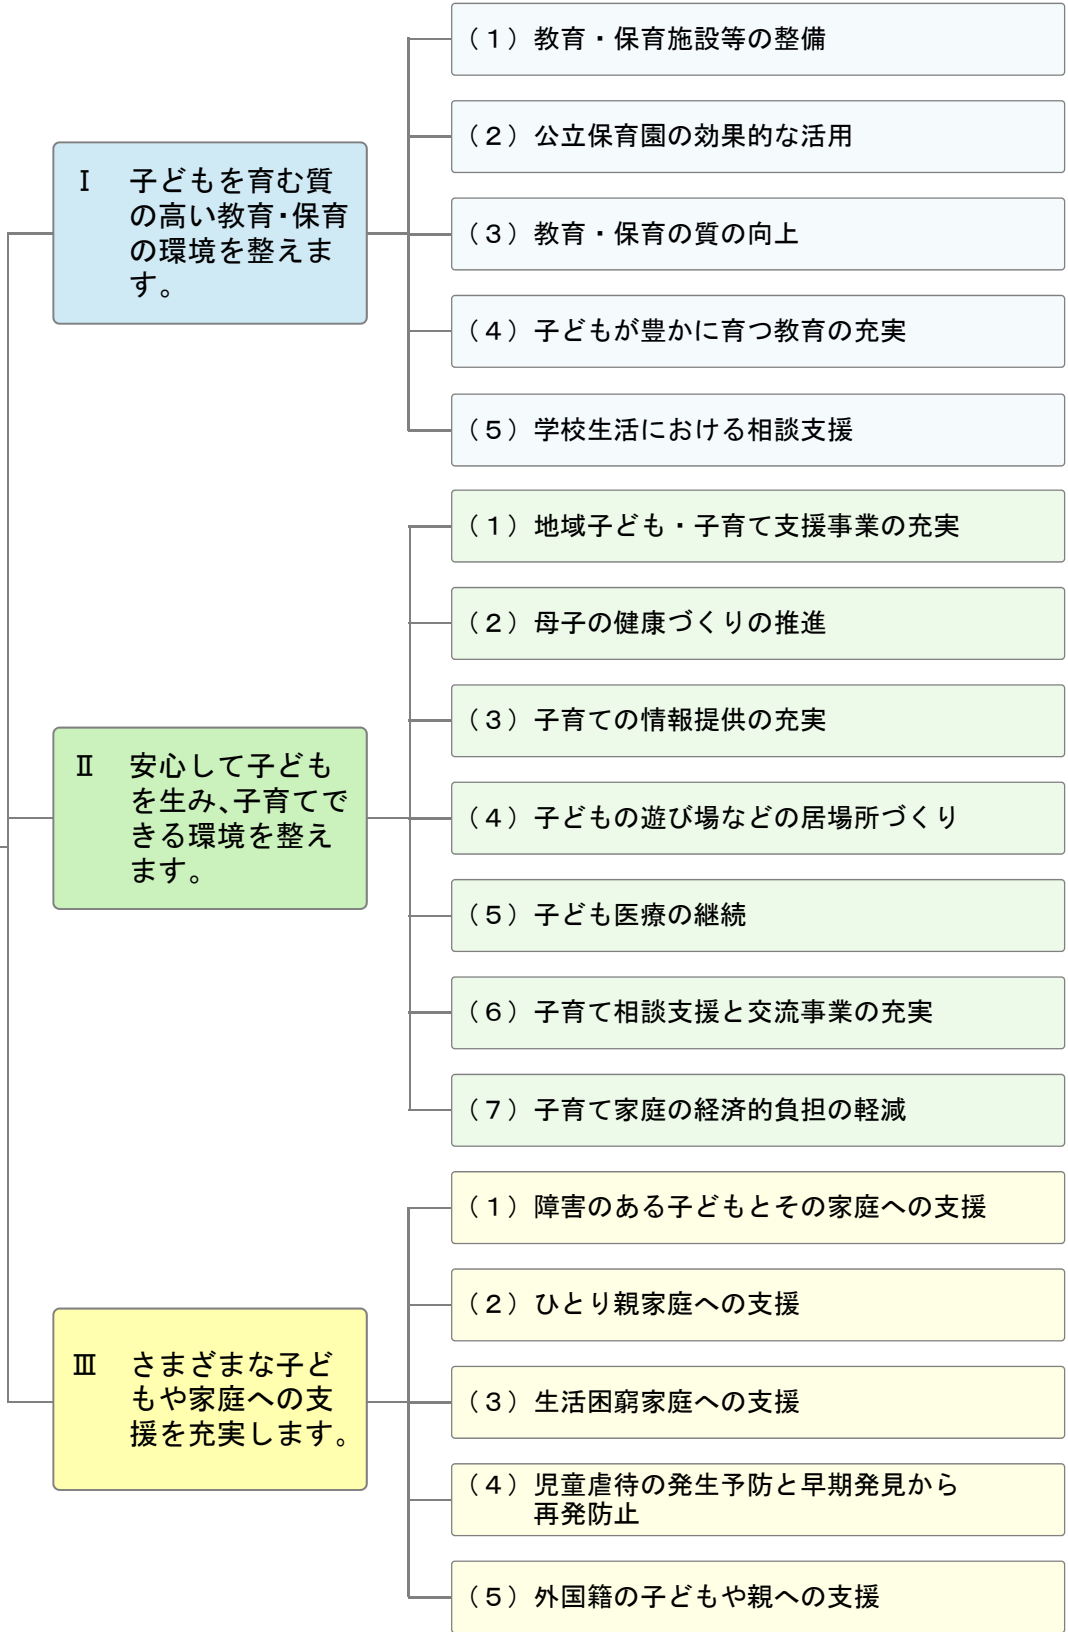 Ⅰ 子どもを育む質
の高い教育・保育
の環境を整えま
す。
（１）教育・保育施設等の整備
（２）公立保育園の効果的な活用
（３）教育・保育の質の向上
（４）子どもが豊かに育つ教育の充実
（５）学校生活における相談支援
Ⅱ 安心して子ども
を生み、子育てで
きる環境を整え
ます。
（１）地域子ども・子育て支援事業の充実
（２）母子の健康づくりの推進
（３）子育ての情報提供の充実
（４）子どもの遊び場などの居場所づくり
（５）子ども医療の継続
（６）子育て相談支援と交流事業の充実
（７）子育て家庭の経済的負担の軽減
Ⅲ さまざまな子ど
もや家庭への支
援を充実します。
（１）障害のある子どもとその家庭への支援
（２）ひとり親家庭への支援
（３）生活困窮家庭への支援
（４）児童虐待の発生予防と早期発見から
再発防止
（５）外国籍の子どもや親への支援